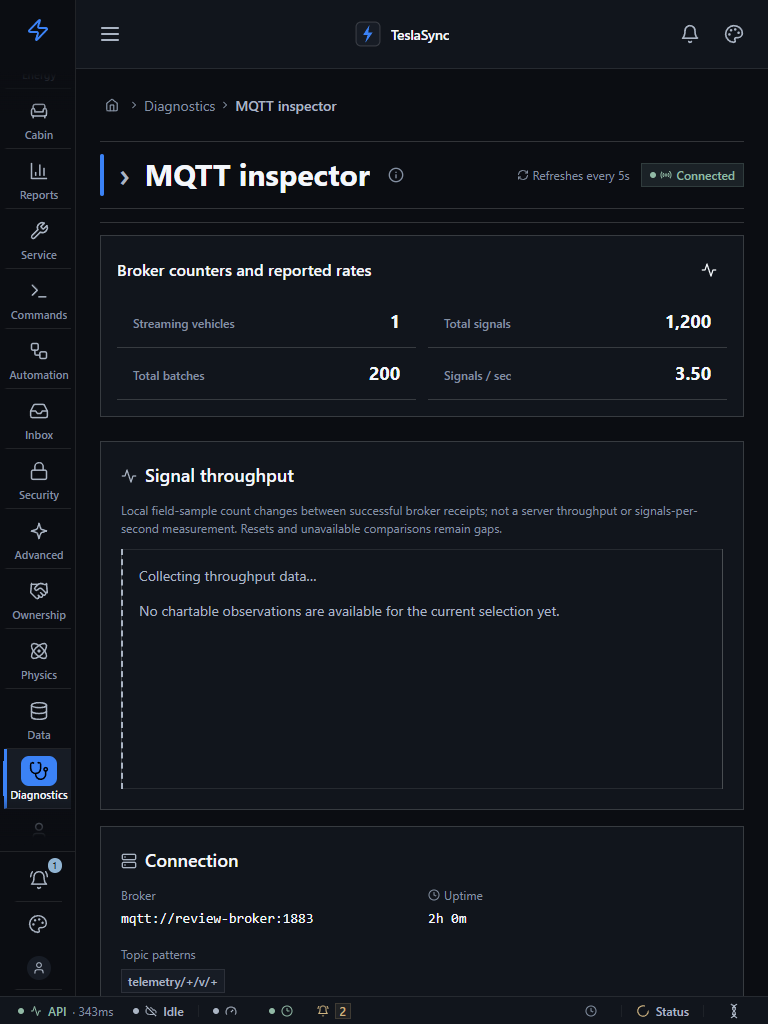 TeslaSync
Energy
Cabin
Reports
Service
Commands
Automation
Inbox
Security
Advanced
Ownership
Physics
Data
Diagnostics
1
Diagnostics
MQTT inspector
MQTT inspector
Refreshes every 5s
Connected
Broker counters and reported rates
Streaming vehicles 1
Total signals 1,200
Total batches 200
Signals / sec 3.50
Signal throughput
Local field-sample count changes between successful broker receipts; not a server throughput or signals-per-
second measurement. Resets and unavailable comparisons remain gaps.
Collecting throughput data...
No chartable observations are available for the current selection yet.
Connection
Broker
mqtt://review-broker:1883
Uptime
2h 0m
Topic patterns
telemetry/+/v/+
API · 343ms
Idle
2
Status